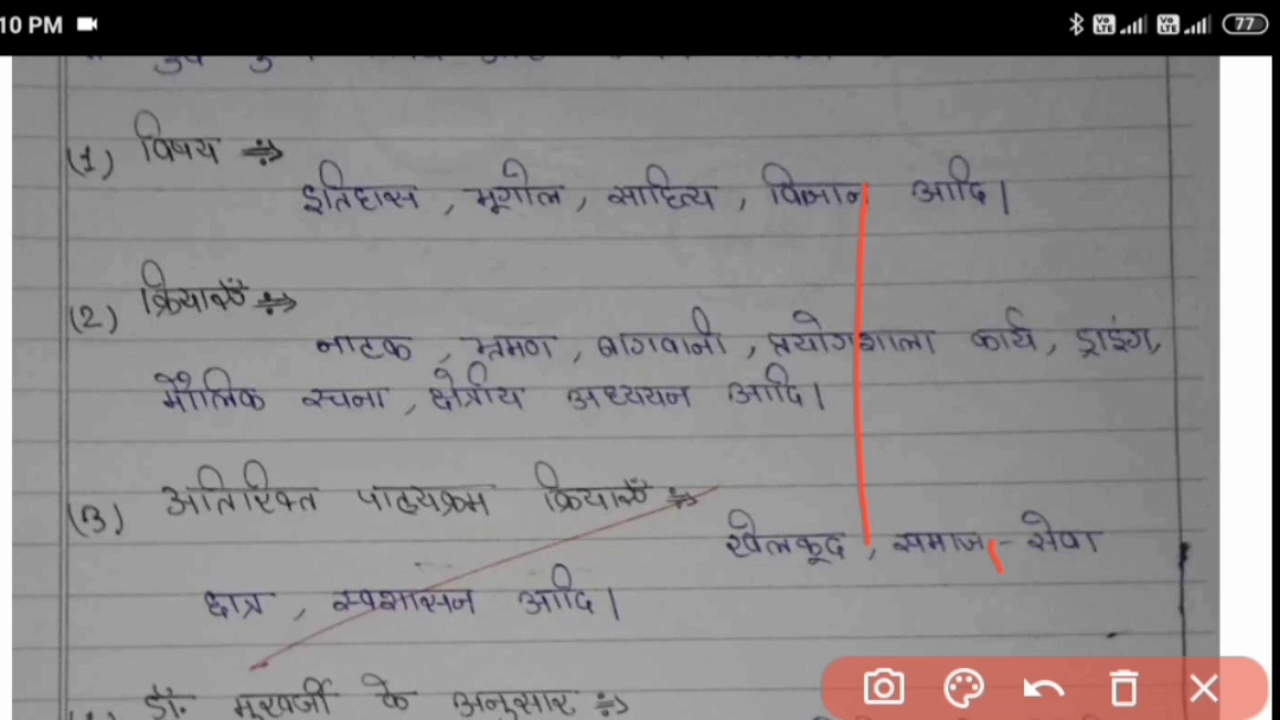 10 PM
77
(1) विषय ⇒
इतिहास , भूगोल , साहित्य , विज्ञान आदि।
(2) क्रियाएँ ⇒
नाटक , भ्रमण , बागवानी , प्रयोगशाला कार्य , ड्राइंग,
मौलिक रचना , क्षेत्रीय अध्ययन आदि।
(3) अतिरिक्त पाठ्यक्रम क्रियाएँ ⇒
खेलकूद , समाज - सेवा
छात्र , स्वशासन आदि।
डॉ. मुखर्जी के अनुसार ⇒